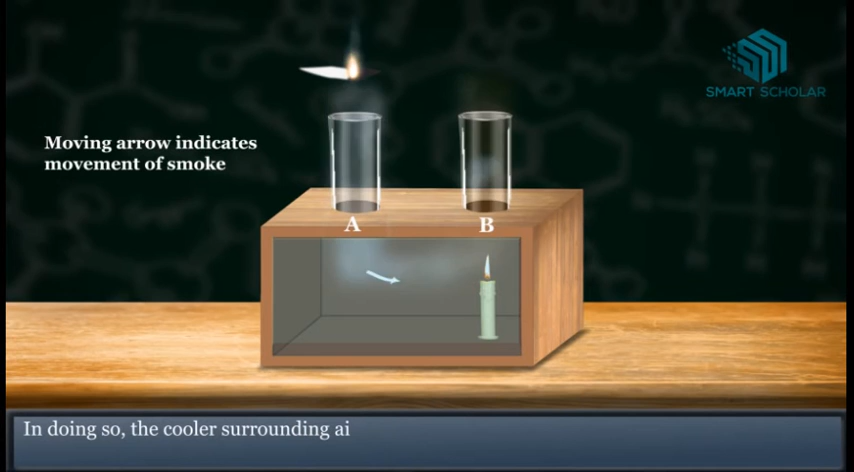 SMART SCHOLAR
Moving arrow indicates
movement of smoke
A
B
In doing so, the cooler surrounding ai